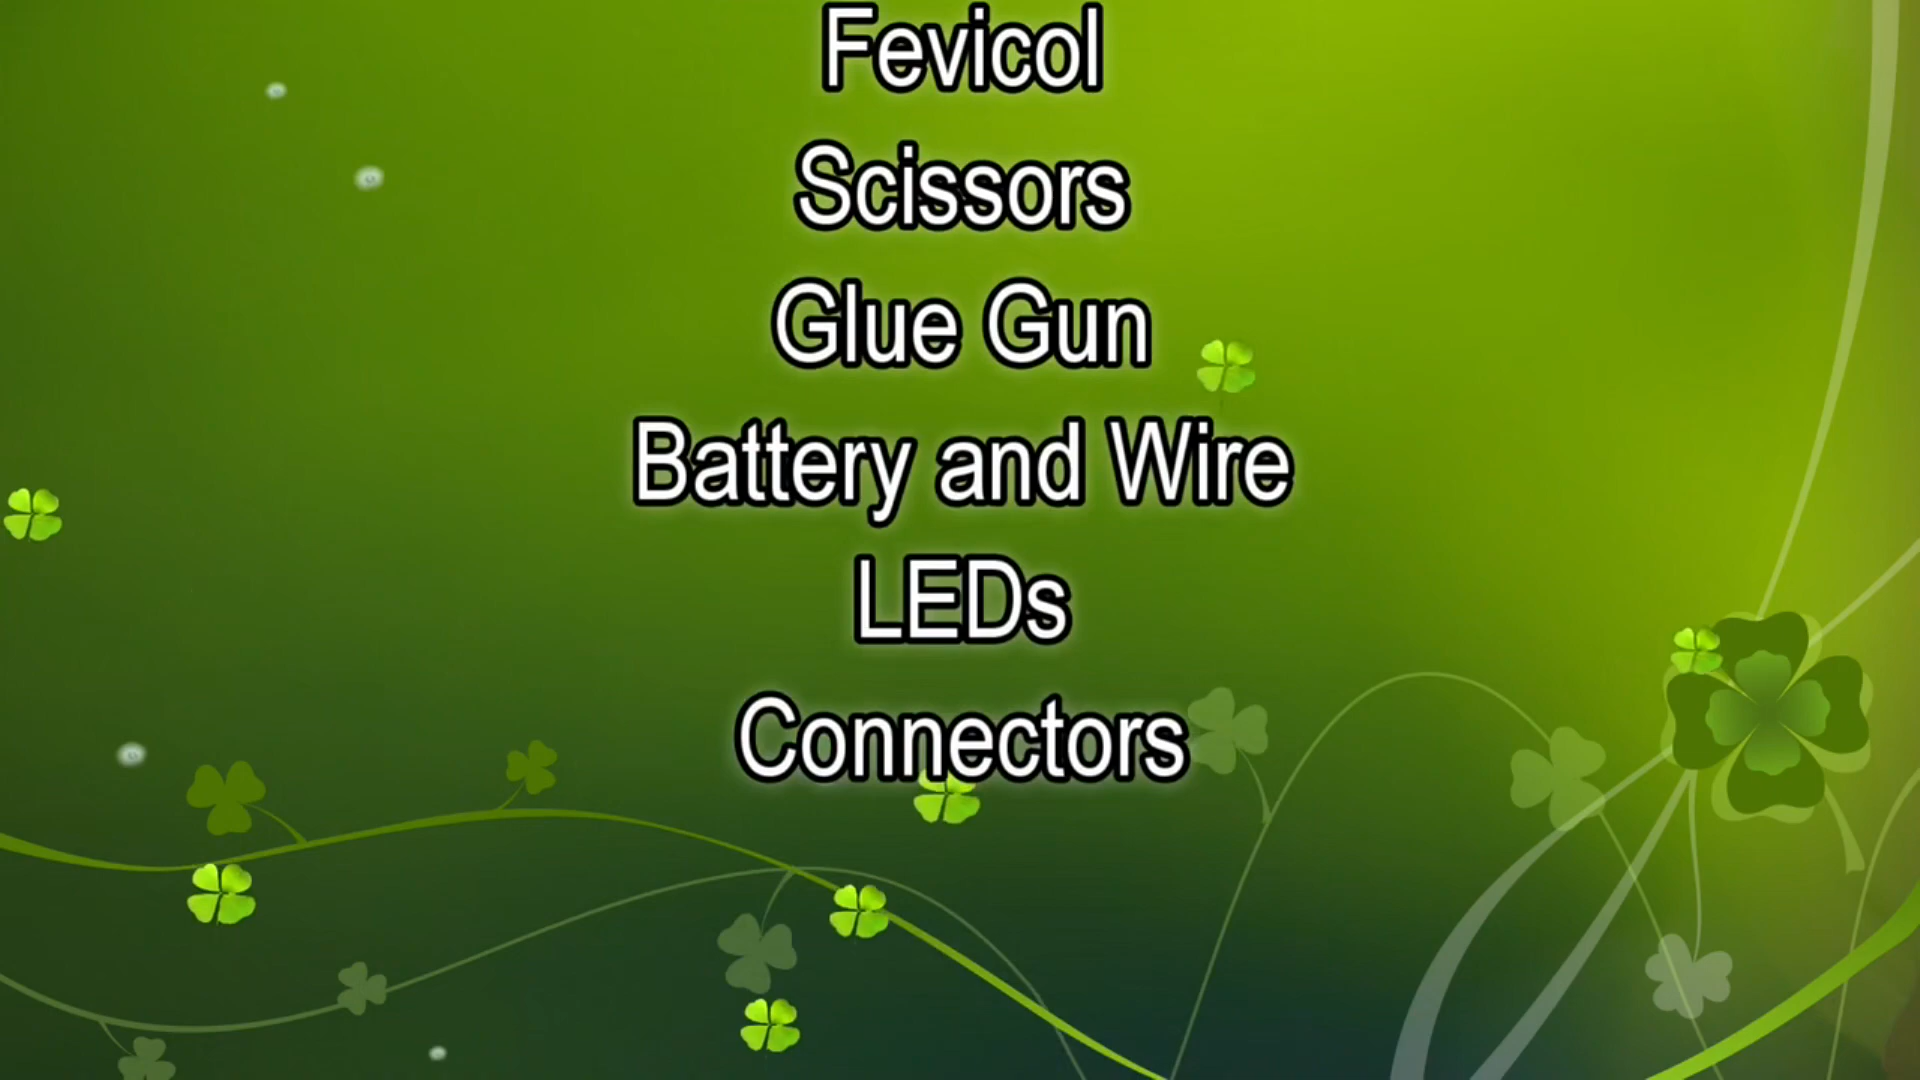 Fevicol
Scissors
Glue Gun
Battery and Wire
LEDs
Connectors